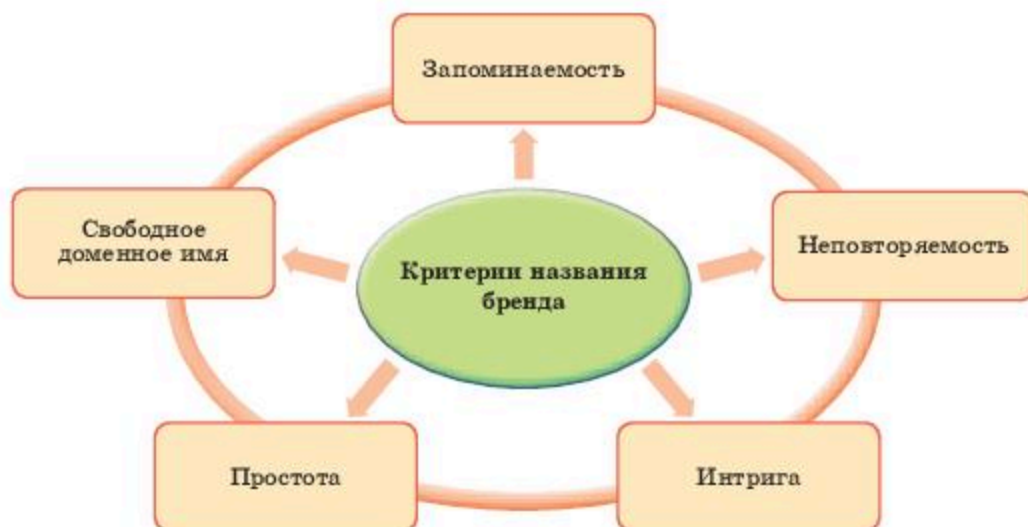 Запоминаемость
Свободное
доменное имя
Неповторяемость
Критерии названия
бренда
Простота
Интрига